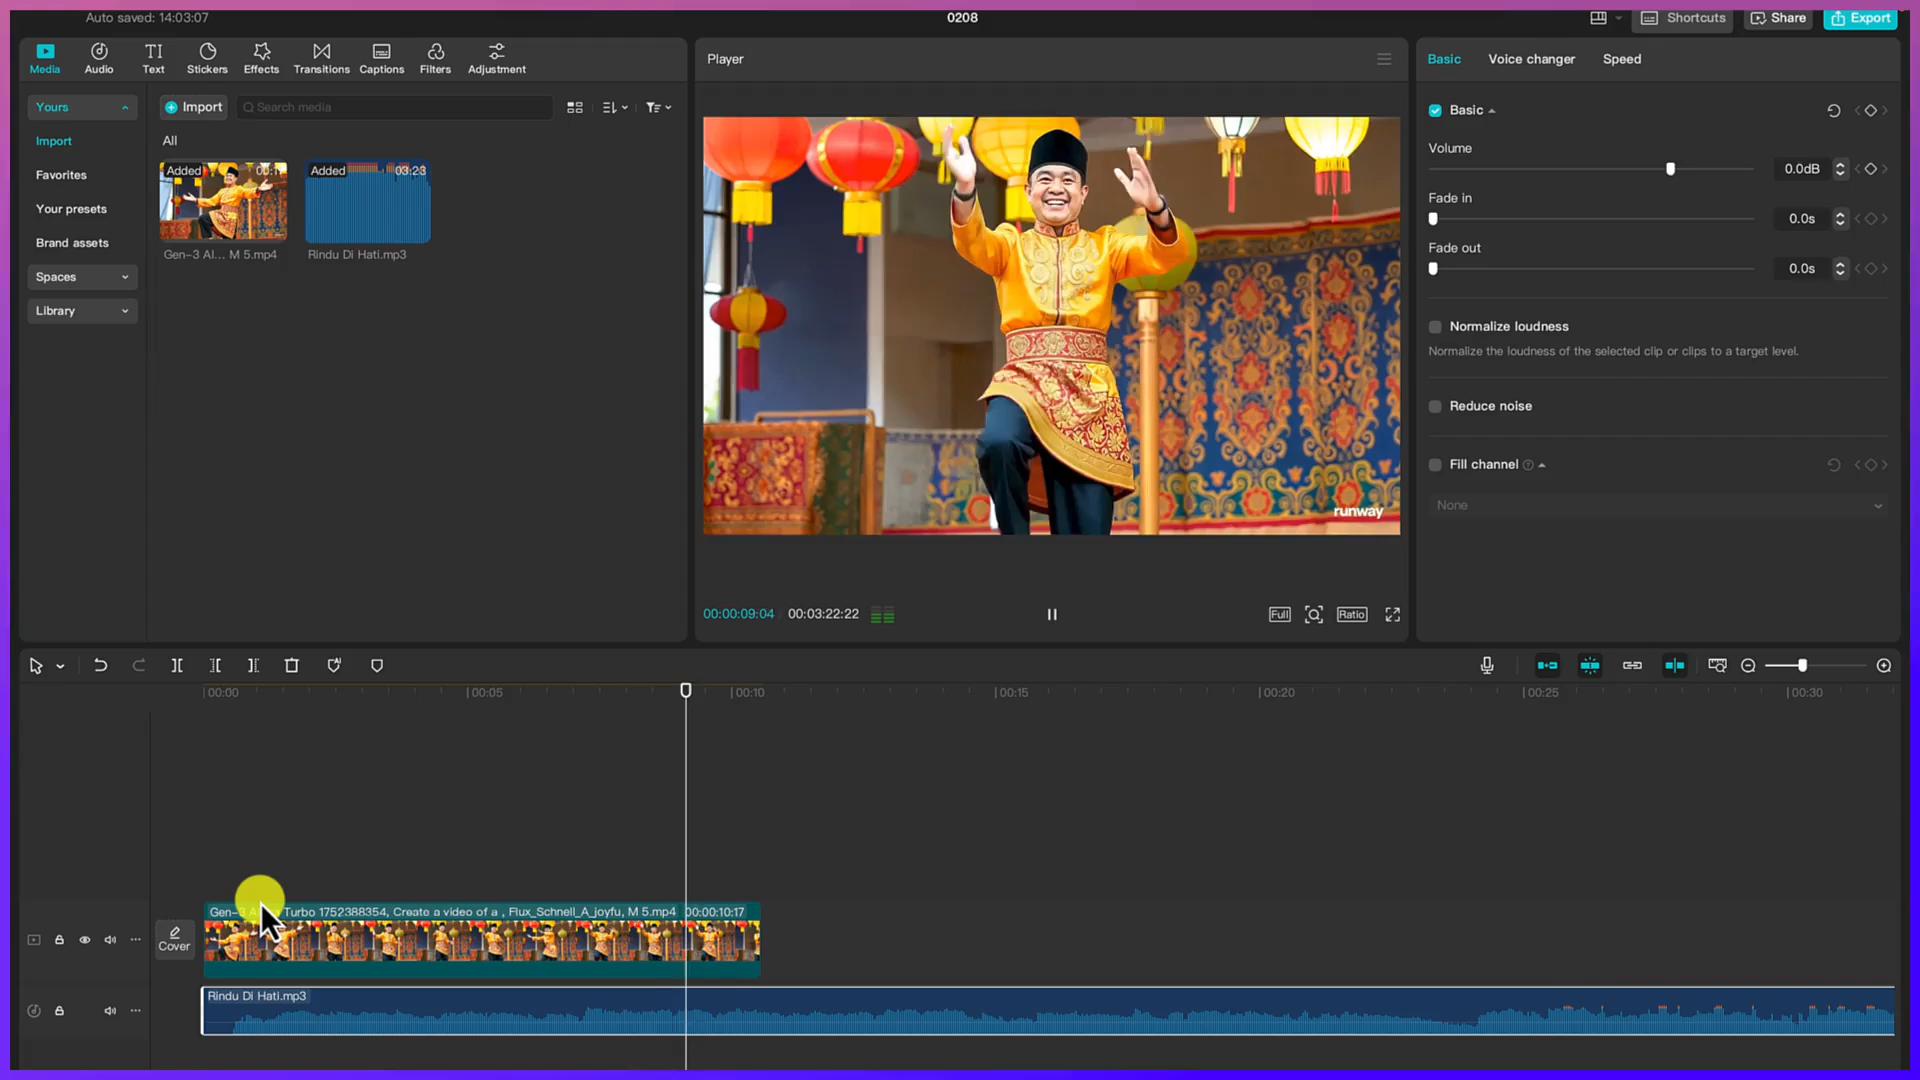 Auto saved: 14:03:07
0208
Shortcuts
Share
Export
Media
Audio
Text
Stickers
Effects
Transitions
Captions
Filters
Adjustment
Yours
Import
Favorites
Your presets
Brand assets
Spaces
Library
Import
Search media
All
Added
Gen-3 Al... M 5.mp4
Added 03:23
Rindu Di Hati.mp3
Player
runway
00:00:09:04 00:03:22:22
Full
Ratio
Basic
Voice changer
Speed
Basic
Volume
0.0dB
Fade in
0.0s
Fade out
0.0s
Normalize loudness
Normalize the loudness of the selected clip or clips to a target level.
Reduce noise
Fill channel
None
00:00
00:05
00:10
00:15
00:20
00:25
00:30
Cover
Turbo 1752388354, Create a video of a , Flux_Schnell_A_joyfu, M 5.mp4 00:00:10:17
Rindu Di Hati.mp3